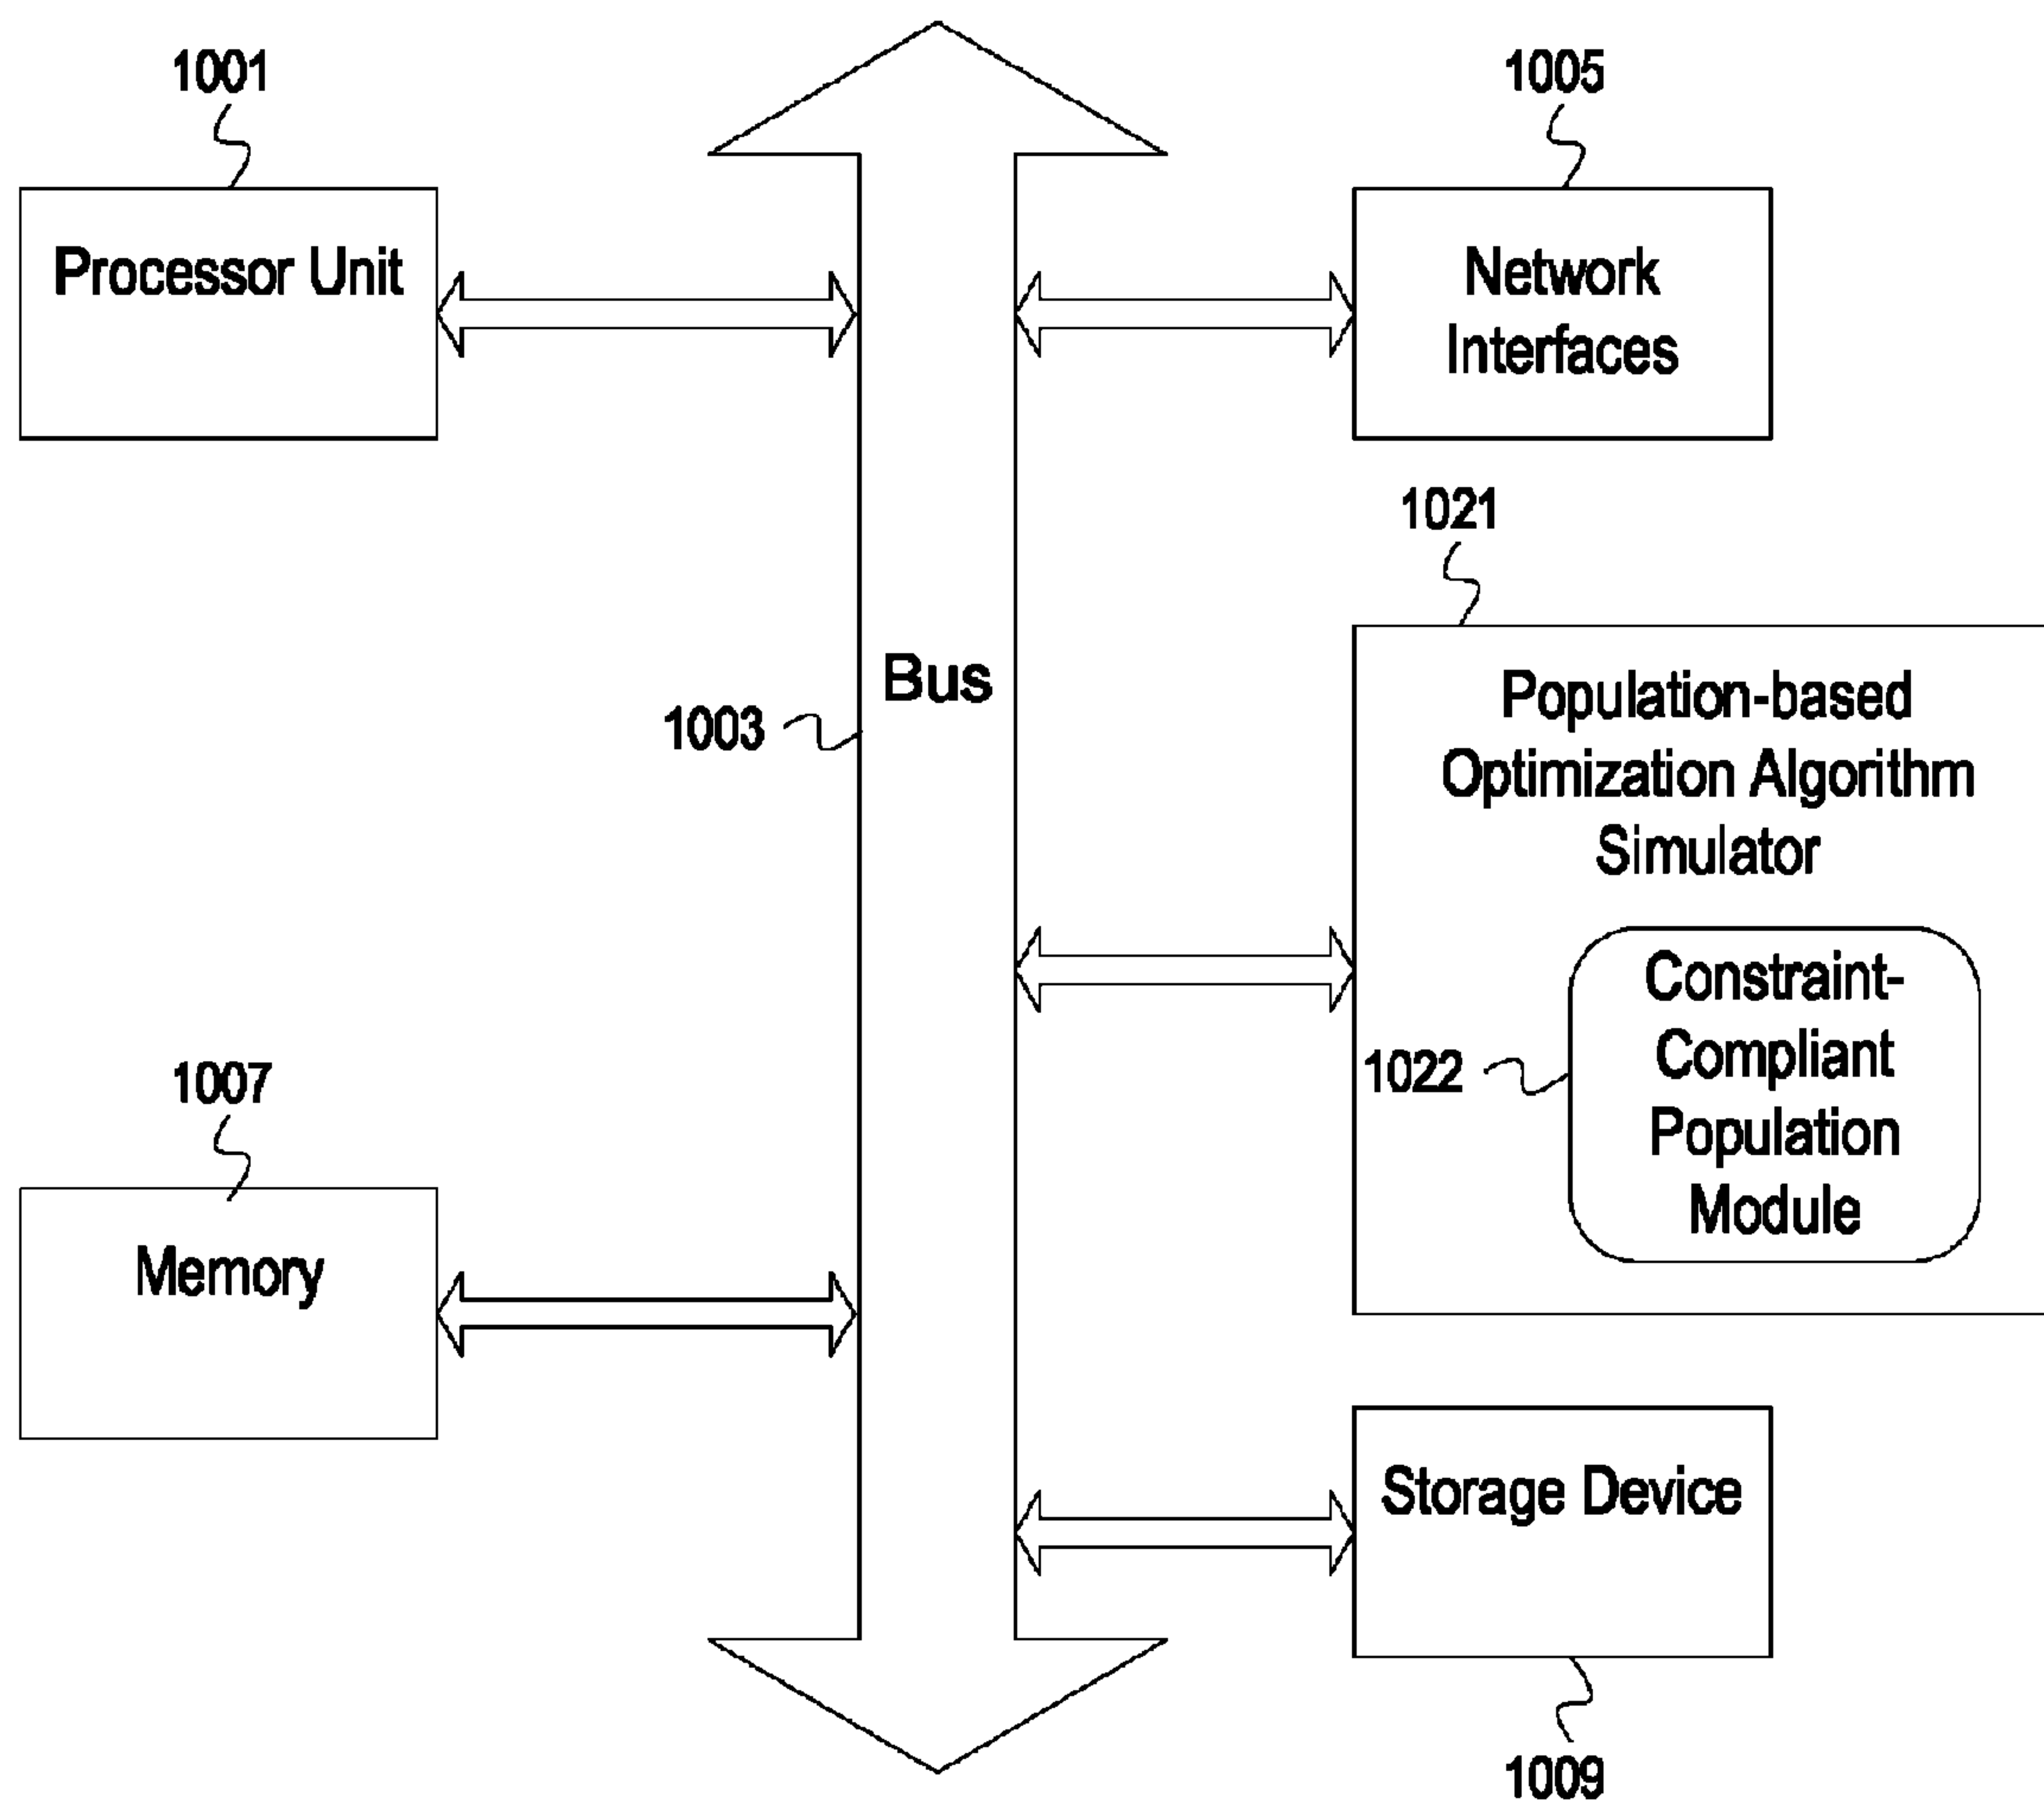 1001
Processor Unit
1005
Network
Interfaces
1021
Population-based
Optimization Algorithm
Simulator
1022
Constraint-
Compliant
Population
Module
Bus
1003
1007
Memory
Storage Device
1009